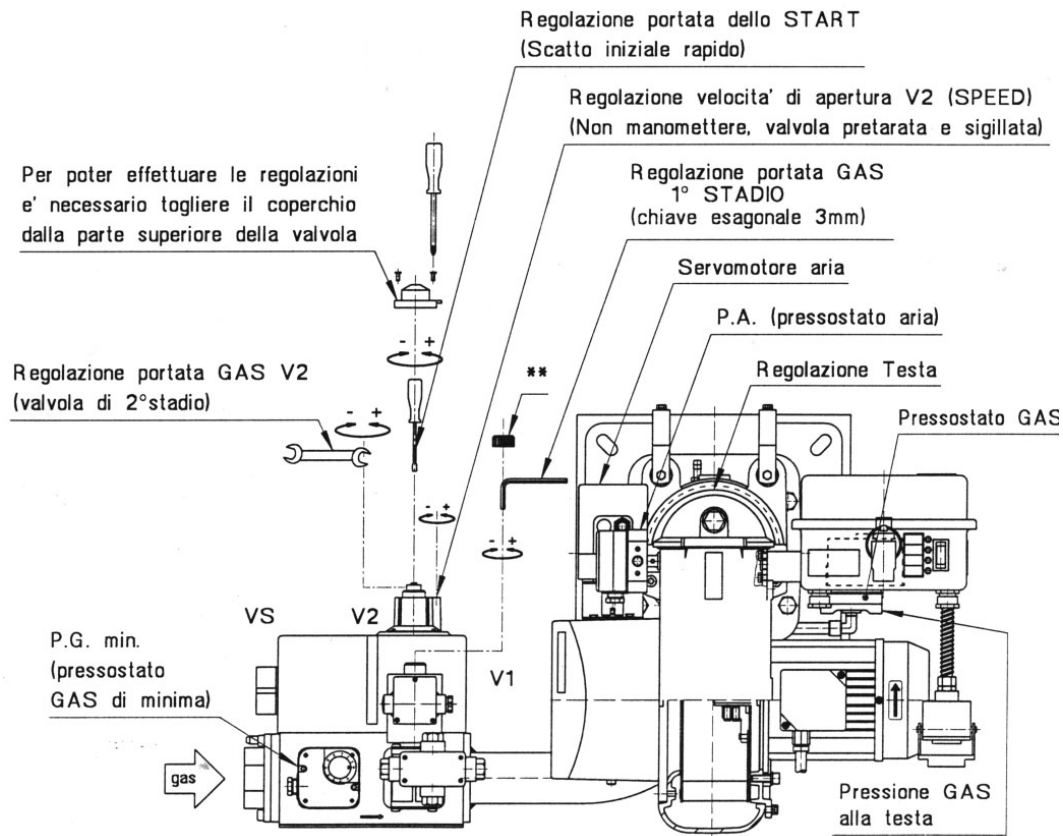 Regolazione portata dello START
(Scatto iniziale rapido)
Regolazione velocita' di apertura V2 (SPEED)
(Non manomettere, valvola pretarata e sigillata)
Per poter effettuare le regolazioni
e' necessario togliere il coperchio
dalla parte superiore della valvola
Regolazione portata GAS
1° STADIO
(chiave esagonale 3mm)
Servomotore aria
P.A. (pressostato aria)
- +
Regolazione portata GAS V2
(valvola di 2°stadio)
**
Regolazione Testa
Pressostato GAS
- +
- +
- +
VS
V2
P.G. min.
(pressostato
GAS di minima)
V1
gas
Pressione GAS
alla testa